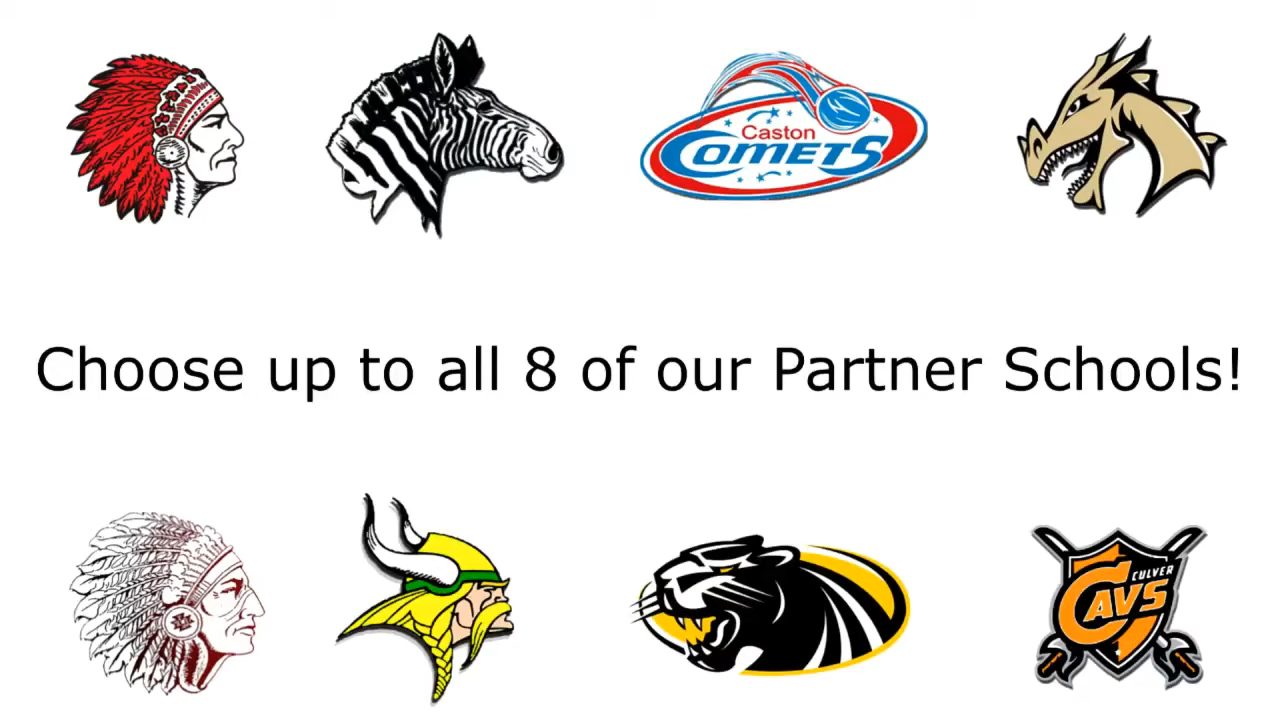 Caston
COMETS
Choose up to all 8 of our Partner Schools!
CULVER
CAVS